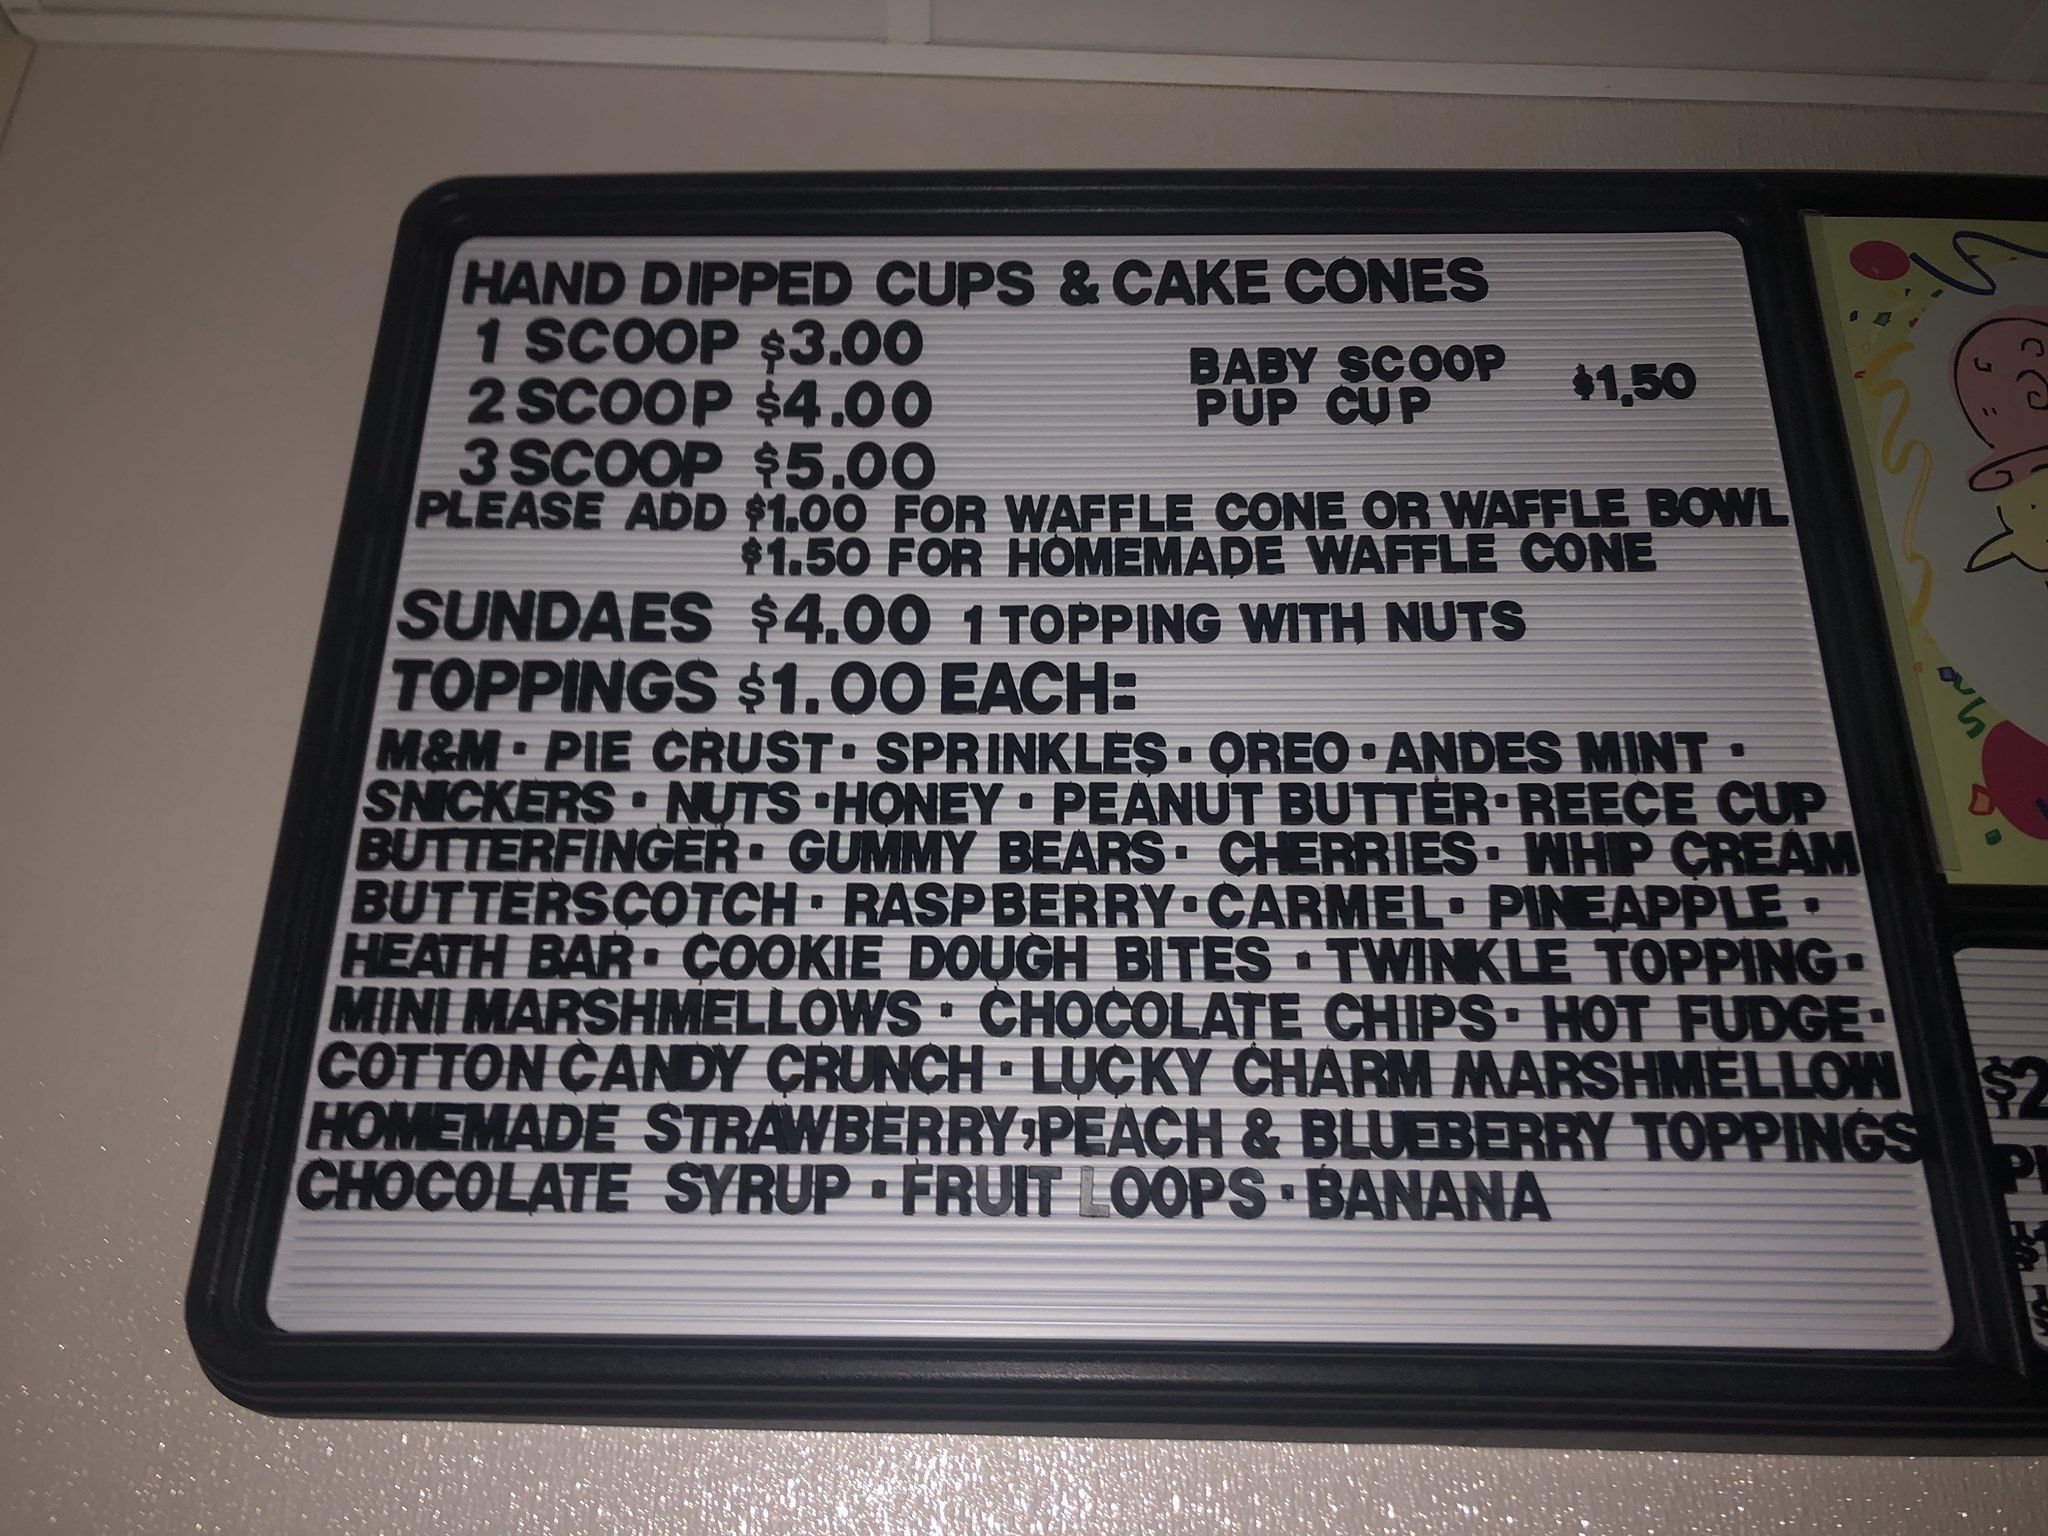 HAND DIPPED CUPS & CAKE CONES
1 SCOOP $3.00
2 SCOOP $4.00
3 SCOOP $5.00
BABY SCOOP
PUP CUP $1.50
PLEASE ADD $1.00 FOR WAFFLE CONE OR WAFFLE BOWL
$1.50 FOR HOMEMADE WAFFLE CONE
SUNDAES $4.00 1 TOPPING WITH NUTS
TOPPINGS $1.00 EACH:
M&M · PIE CRUST · SPRINKLES · OREO · ANDES MINT ·
SNICKERS · NUTS · HONEY · PEANUT BUTTER · REECE CUP
BUTTERFINGER · GUMMY BEARS · CHERRIES · WHIP CREAM
BUTTERSCOTCH · RASPBERRY · CARMEL · PINEAPPLE ·
HEATH BAR · COOKIE DOUGH BITES · TWINKLE TOPPING ·
MINI MARSHMELLOWS · CHOCOLATE CHIPS · HOT FUDGE ·
COTTON CANDY CRUNCH · LUCKY CHARM MARSHMELLOW
HOMEMADE STRAWBERRY, PEACH & BLUEBERRY TOPPINGS
CHOCOLATE SYRUP · FRUIT LOOPS · BANANA